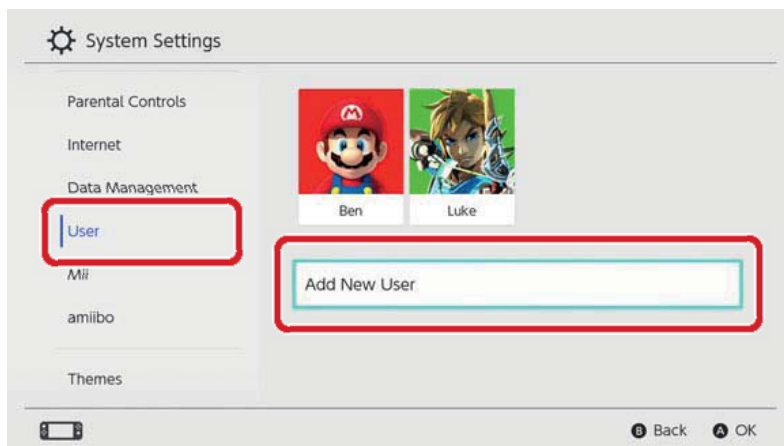 System Settings
Parental Controls
Internet
Data Management
User
Mii
amiibo
Themes
M
Ben
Luke
Add New User
B Back
A OK